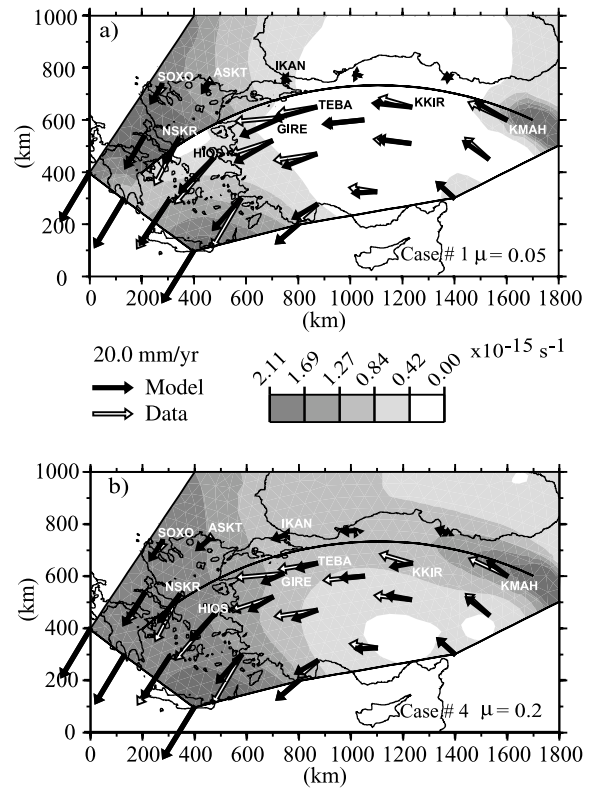 1000
a)
IKAN
SOXO ASKT
800
TEBA
KKIR
600
NSKR
GIRE
KMAH
(km)
HIOS
400
200
Case # 1 μ = 0.05
0
0 200 400 600 800 1000 1200 1400 1600 1800
(km)
20.0 mm/yr
Model
Data
2.11 1.69 1.27 0.84 0.42 0.00
x10-15 s-1
1000
b)
SOXO ASKT IKAN
800
TEBA
600
NSKR
GIRE
KKIR
KMAH
(km)
HIOS
400
200
Case # 4 μ = 0.2
0
0 200 400 600 800 1000 1200 1400 1600 1800
(km)